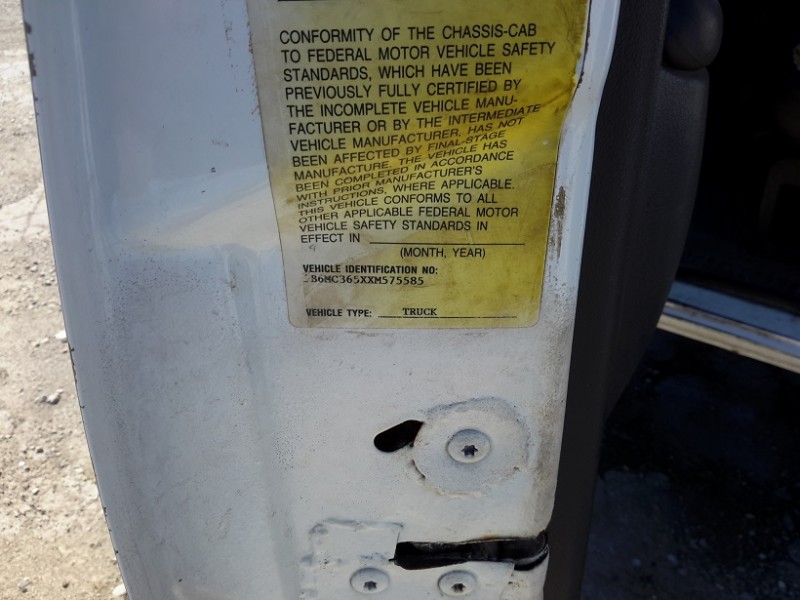 CONFORMITY OF THE CHASSIS-CAB
TO FEDERAL MOTOR VEHICLE SAFETY
STANDARDS, WHICH HAVE BEEN
PREVIOUSLY FULLY CERTIFIED BY
THE INCOMPLETE VEHICLE MANU-
FACTURER OR BY THE INTERMEDIATE
VEHICLE MANUFACTURER, HAS NOT
BEEN AFFECTED BY FINAL-STAGE
MANUFACTURE. THE VEHICLE HAS
BEEN COMPLETED IN ACCORDANCE
WITH PRIOR MANUFACTURER'S
INSTRUCTIONS, WHERE APPLICABLE.
THIS VEHICLE CONFORMS TO ALL
OTHER APPLICABLE FEDERAL MOTOR
VEHICLE SAFETY STANDARDS IN
EFFECT IN
(MONTH, YEAR)
VEHICLE IDENTIFICATION NO:
B6MC365XXM575585
VEHICLE TYPE: TRUCK